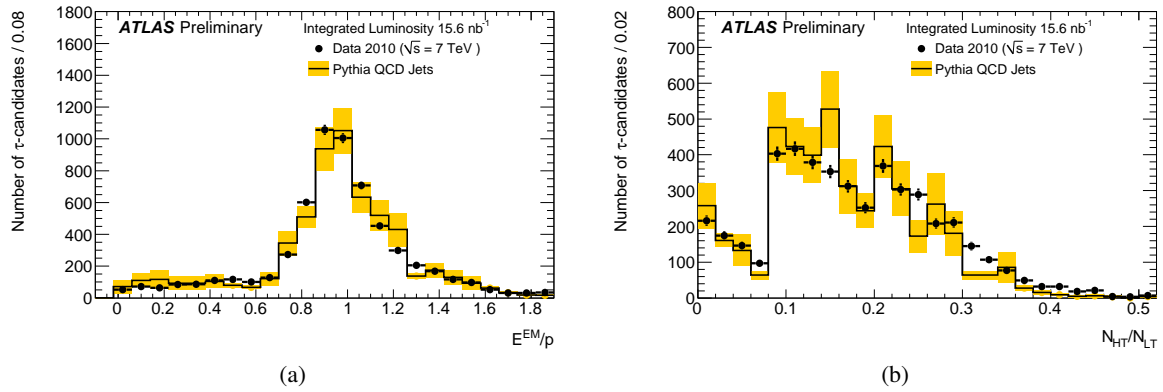 Number of τ-candidates / 0.08
1800
1600
1400
1200
1000
800
600
400
200
0
ATLAS Preliminary
Integrated Luminosity 15.6 nb⁻¹
Data 2010 (√s = 7 TeV )
Pythia QCD Jets
0 0.2 0.4 0.6 0.8 1 1.2 1.4 1.6 1.8
Eᴱᴹ/p
(a)
Number of τ-candidates / 0.02
800
700
600
500
400
300
200
100
0
ATLAS Preliminary
Integrated Luminosity 15.6 nb⁻¹
Data 2010 (√s = 7 TeV )
Pythia QCD Jets
0 0.1 0.2 0.3 0.4 0.5
N_HT/N_LT
(b)